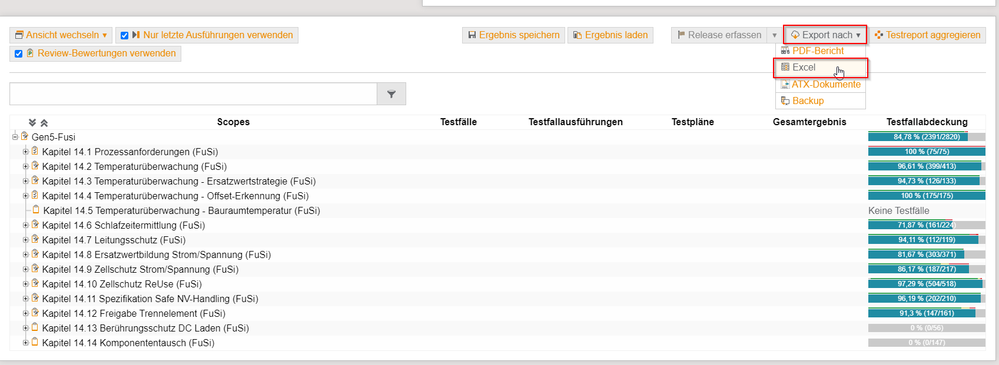 Ansicht wechseln Nur letzte Ausführungen verwenden Ergebnis speichern Ergebnis laden Release erfassen Export nach Testreport aggregieren
Review-Bewertungen verwenden
PDF-Bericht
Excel
ATX-Dokumente
Backup
Scopes Testfälle Testfallausführungen Testpläne Gesamtergebnis Testfallabdeckung
Gen5-Fusi 84,78 % (2391/2820)
Kapitel 14.1 Prozessanforderungen (FuSi) 100 % (75/75)
Kapitel 14.2 Temperaturüberwachung (FuSi) 96,61 % (399/413)
Kapitel 14.3 Temperaturüberwachung - Ersatzwertstrategie (FuSi) 94,73 % (126/133)
Kapitel 14.4 Temperaturüberwachung - Offset-Erkennung (FuSi) 100 % (175/175)
Kapitel 14.5 Temperaturüberwachung - Bauraumtemperatur (FuSi) Keine Testfälle
Kapitel 14.6 Schlafzeitermittlung (FuSi) 71,87 % (161/224)
Kapitel 14.7 Leitungsschutz (FuSi) 94,11 % (112/119)
Kapitel 14.8 Ersatzwertbildung Strom/Spannung (FuSi) 81,67 % (303/371)
Kapitel 14.9 Zellschutz Strom/Spannung (FuSi) 86,17 % (187/217)
Kapitel 14.10 Zellschutz ReUse (FuSi) 97,29 % (504/518)
Kapitel 14.11 Spezifikation Safe NV-Handling (FuSi) 96,19 % (202/210)
Kapitel 14.12 Freigabe Trennelement (FuSi) 91,3 % (147/161)
Kapitel 14.13 Berührungsschutz DC Laden (FuSi) 0 % (0/56)
Kapitel 14.14 Komponententausch (FuSi) 0 % (0/147)